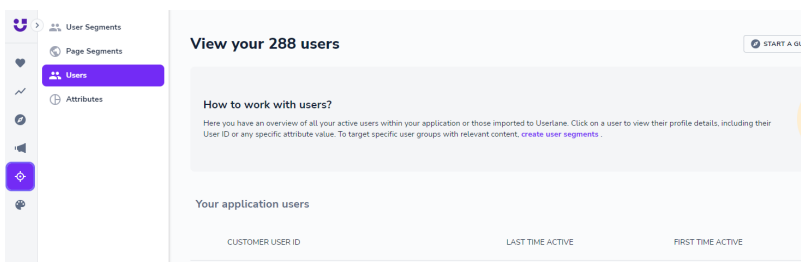 User Segments
Page Segments
Users
Attributes
View your 288 users
START A GU
How to work with users?
Here you have an overview of all your active users within your application or those imported to Userlane. Click on a user to view their profile details, including their
User ID or any specific attribute value. To target specific user groups with relevant content, create user segments .
Your application users
CUSTOMER USER ID LAST TIME ACTIVE FIRST TIME ACTIVE